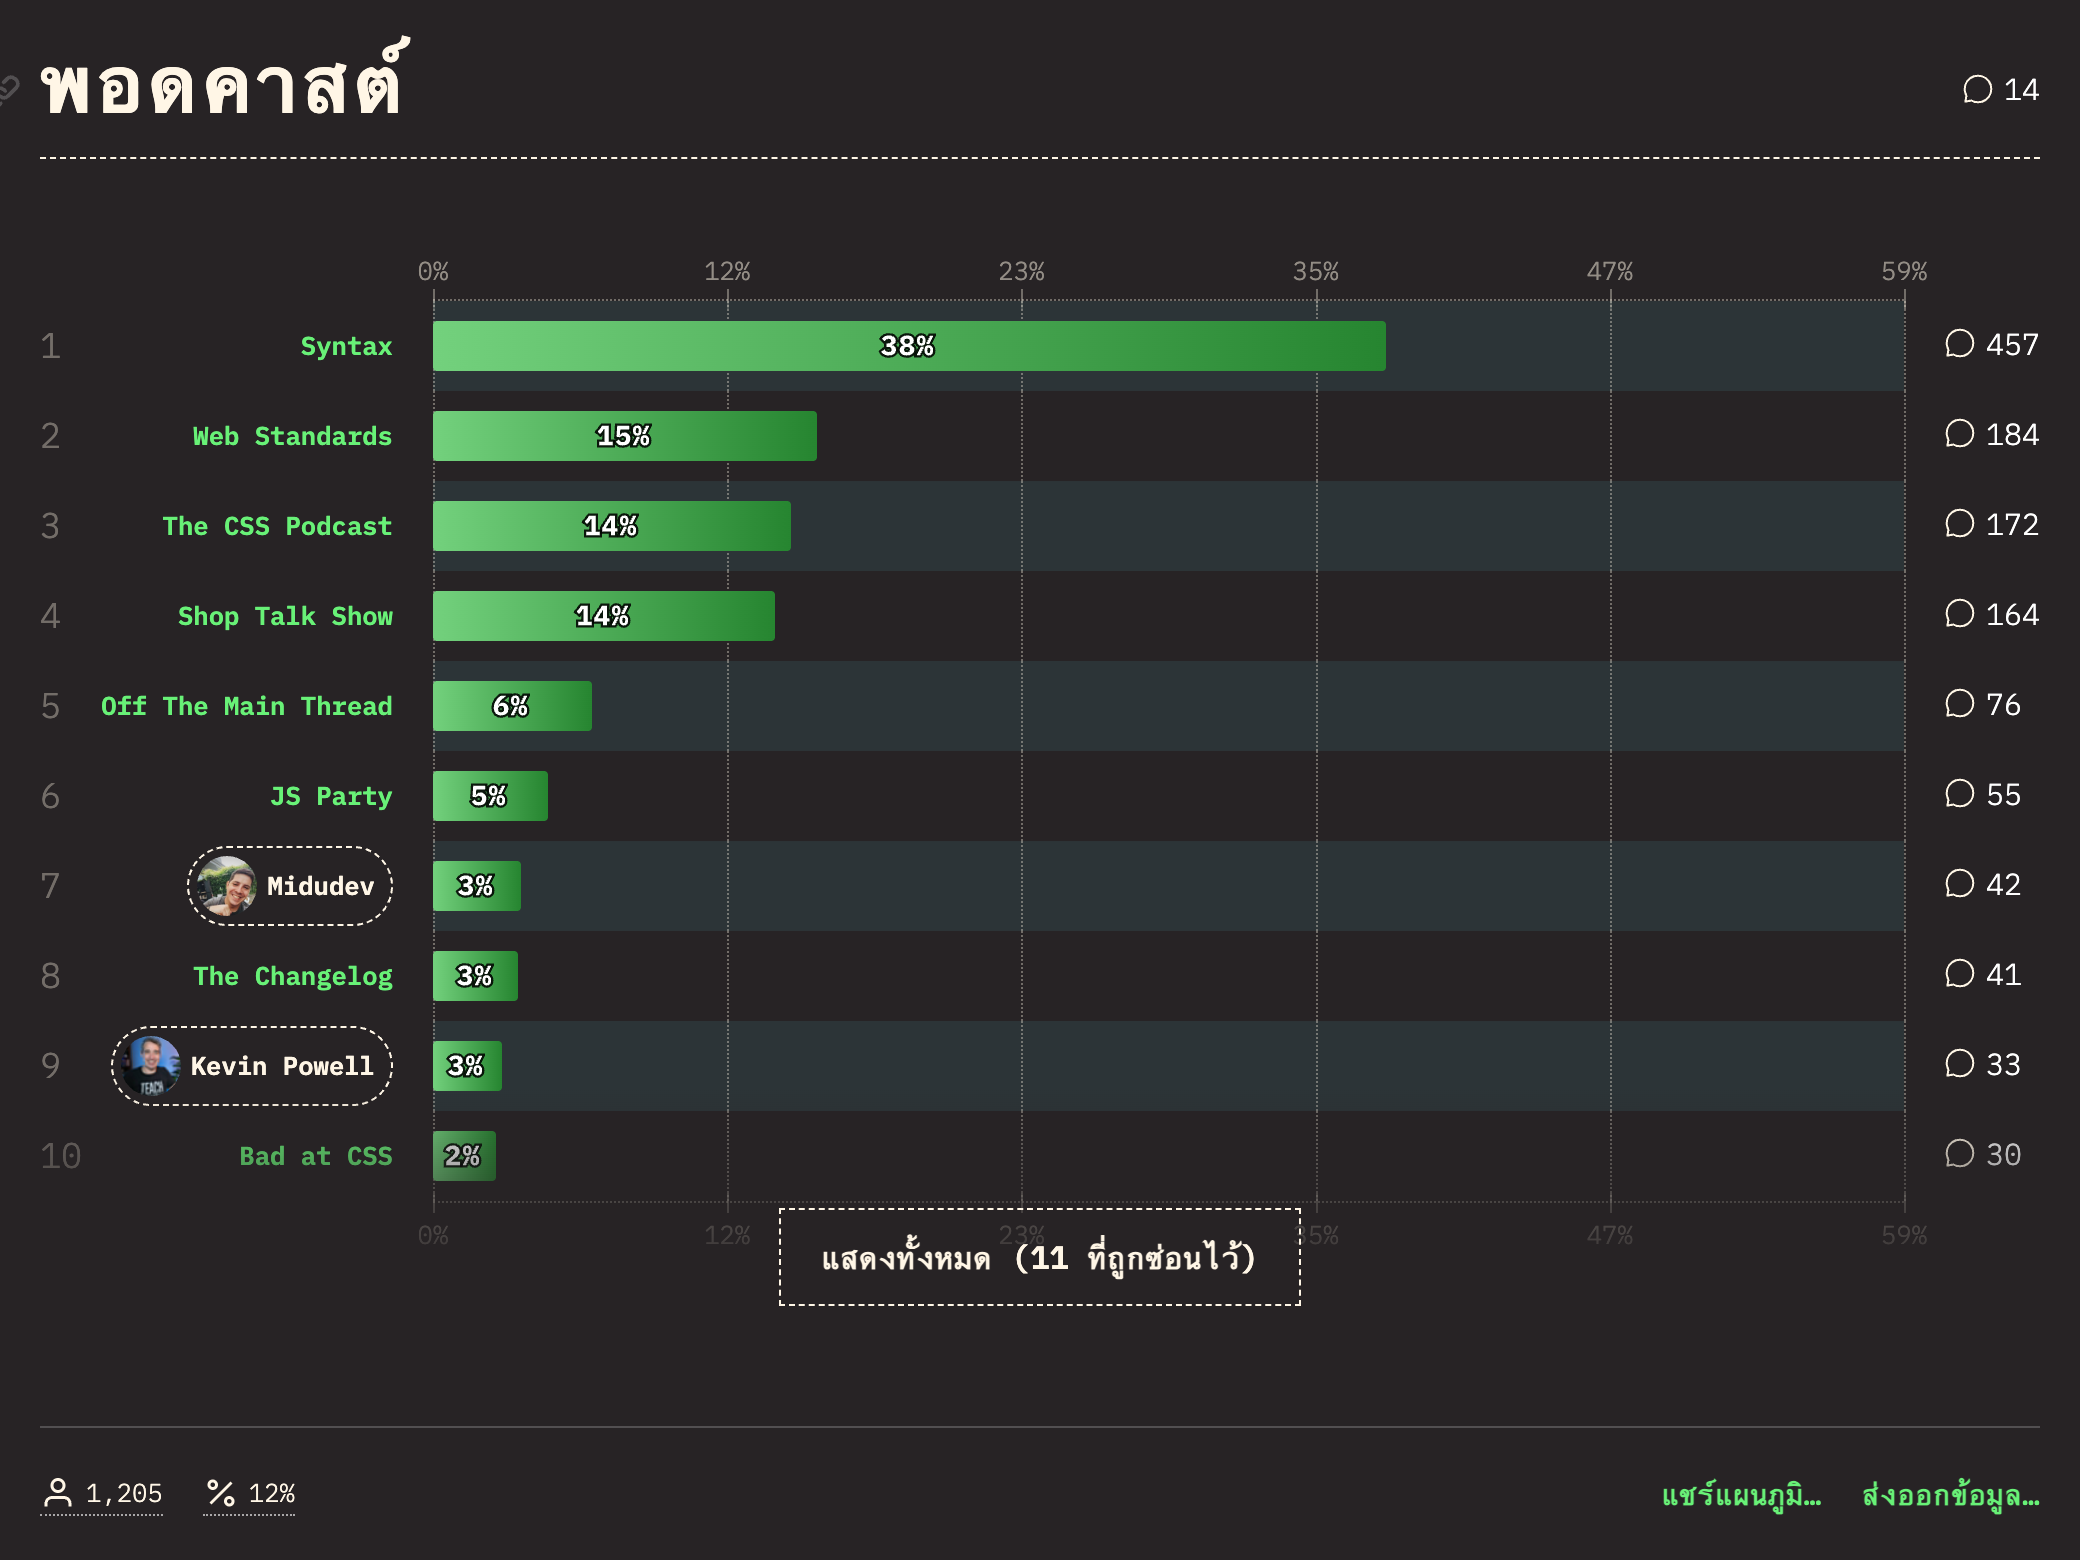 พอดคาสต์
14
0% 12% 23% 35% 47% 59%
1 Syntax 38% 457
2 Web Standards 15% 184
3 The CSS Podcast 14% 172
4 Shop Talk Show 14% 164
5 Off The Main Thread 6% 76
6 JS Party 5% 55
7 Midudev 3% 42
8 The Changelog 3% 41
9 Kevin Powell 3% 33
TEACH
10 Bad at CSS 2% 30
0% 12% 23% 35% 47% 59%
แสดงทั้งหมด (11 ที่ถูกซ่อนไว้)
1,205 12% แชร์แผนภูมิ… ส่งออกข้อมูล…